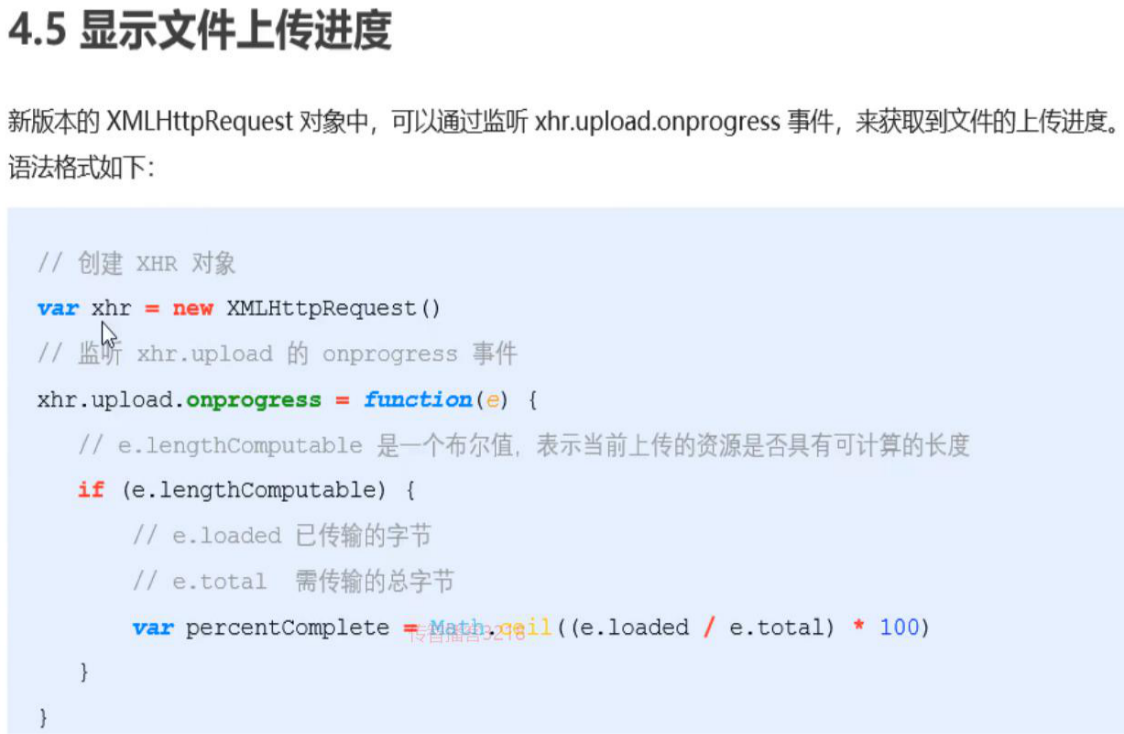 4.5 显示文件上传进度
新版本的 XMLHttpRequest 对象中，可以通过监听 xhr.upload.onprogress 事件，来获取到文件的上传进度。
语法格式如下：
// 创建 XHR 对象
var xhr = new XMLHttpRequest()
// 监听 xhr.upload 的 onprogress 事件
xhr.upload.onprogress = function(e) {
// e.lengthComputable 是一个布尔值，表示当前上传的资源是否具有可计算的长度
if (e.lengthComputable) {
// e.loaded 已传输的字节
// e.total 需传输的总字节
var percentComplete = Math.ceil((e.loaded / e.total) * 100)
}
}